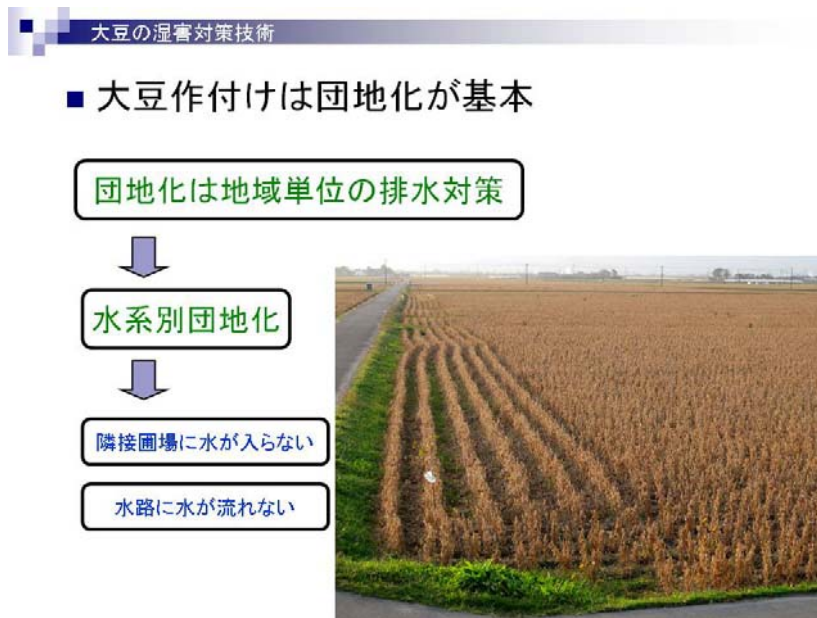 大豆の湿害対策技術
大豆作付けは団地化が基本
団地化は地域単位の排水対策
水系別団地化
隣接圃場に水が入らない
水路に水が流れない